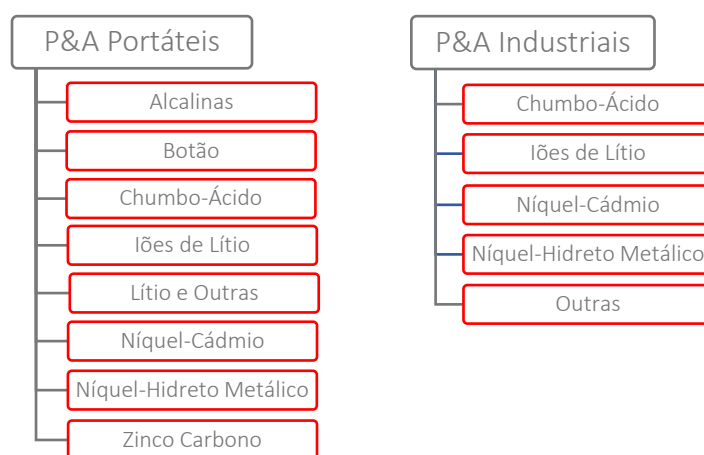 P&A Portáteis
Alcalinas
Botão
Chumbo-Ácido
Iões de Lítio
Lítio e Outras
Níquel-Cádmio
Níquel-Hidreto Metálico
Zinco Carbono
P&A Industriais
Chumbo-Ácido
Iões de Lítio
Níquel-Cádmio
Níquel-Hidreto Metálico
Outras